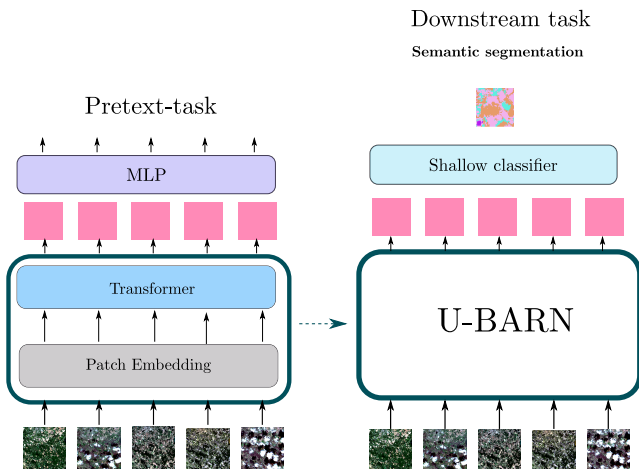 Downstream task
Semantic segmentation
Pretext-task
MLP
Shallow classifier
Transformer
Patch Embedding
U-BARN